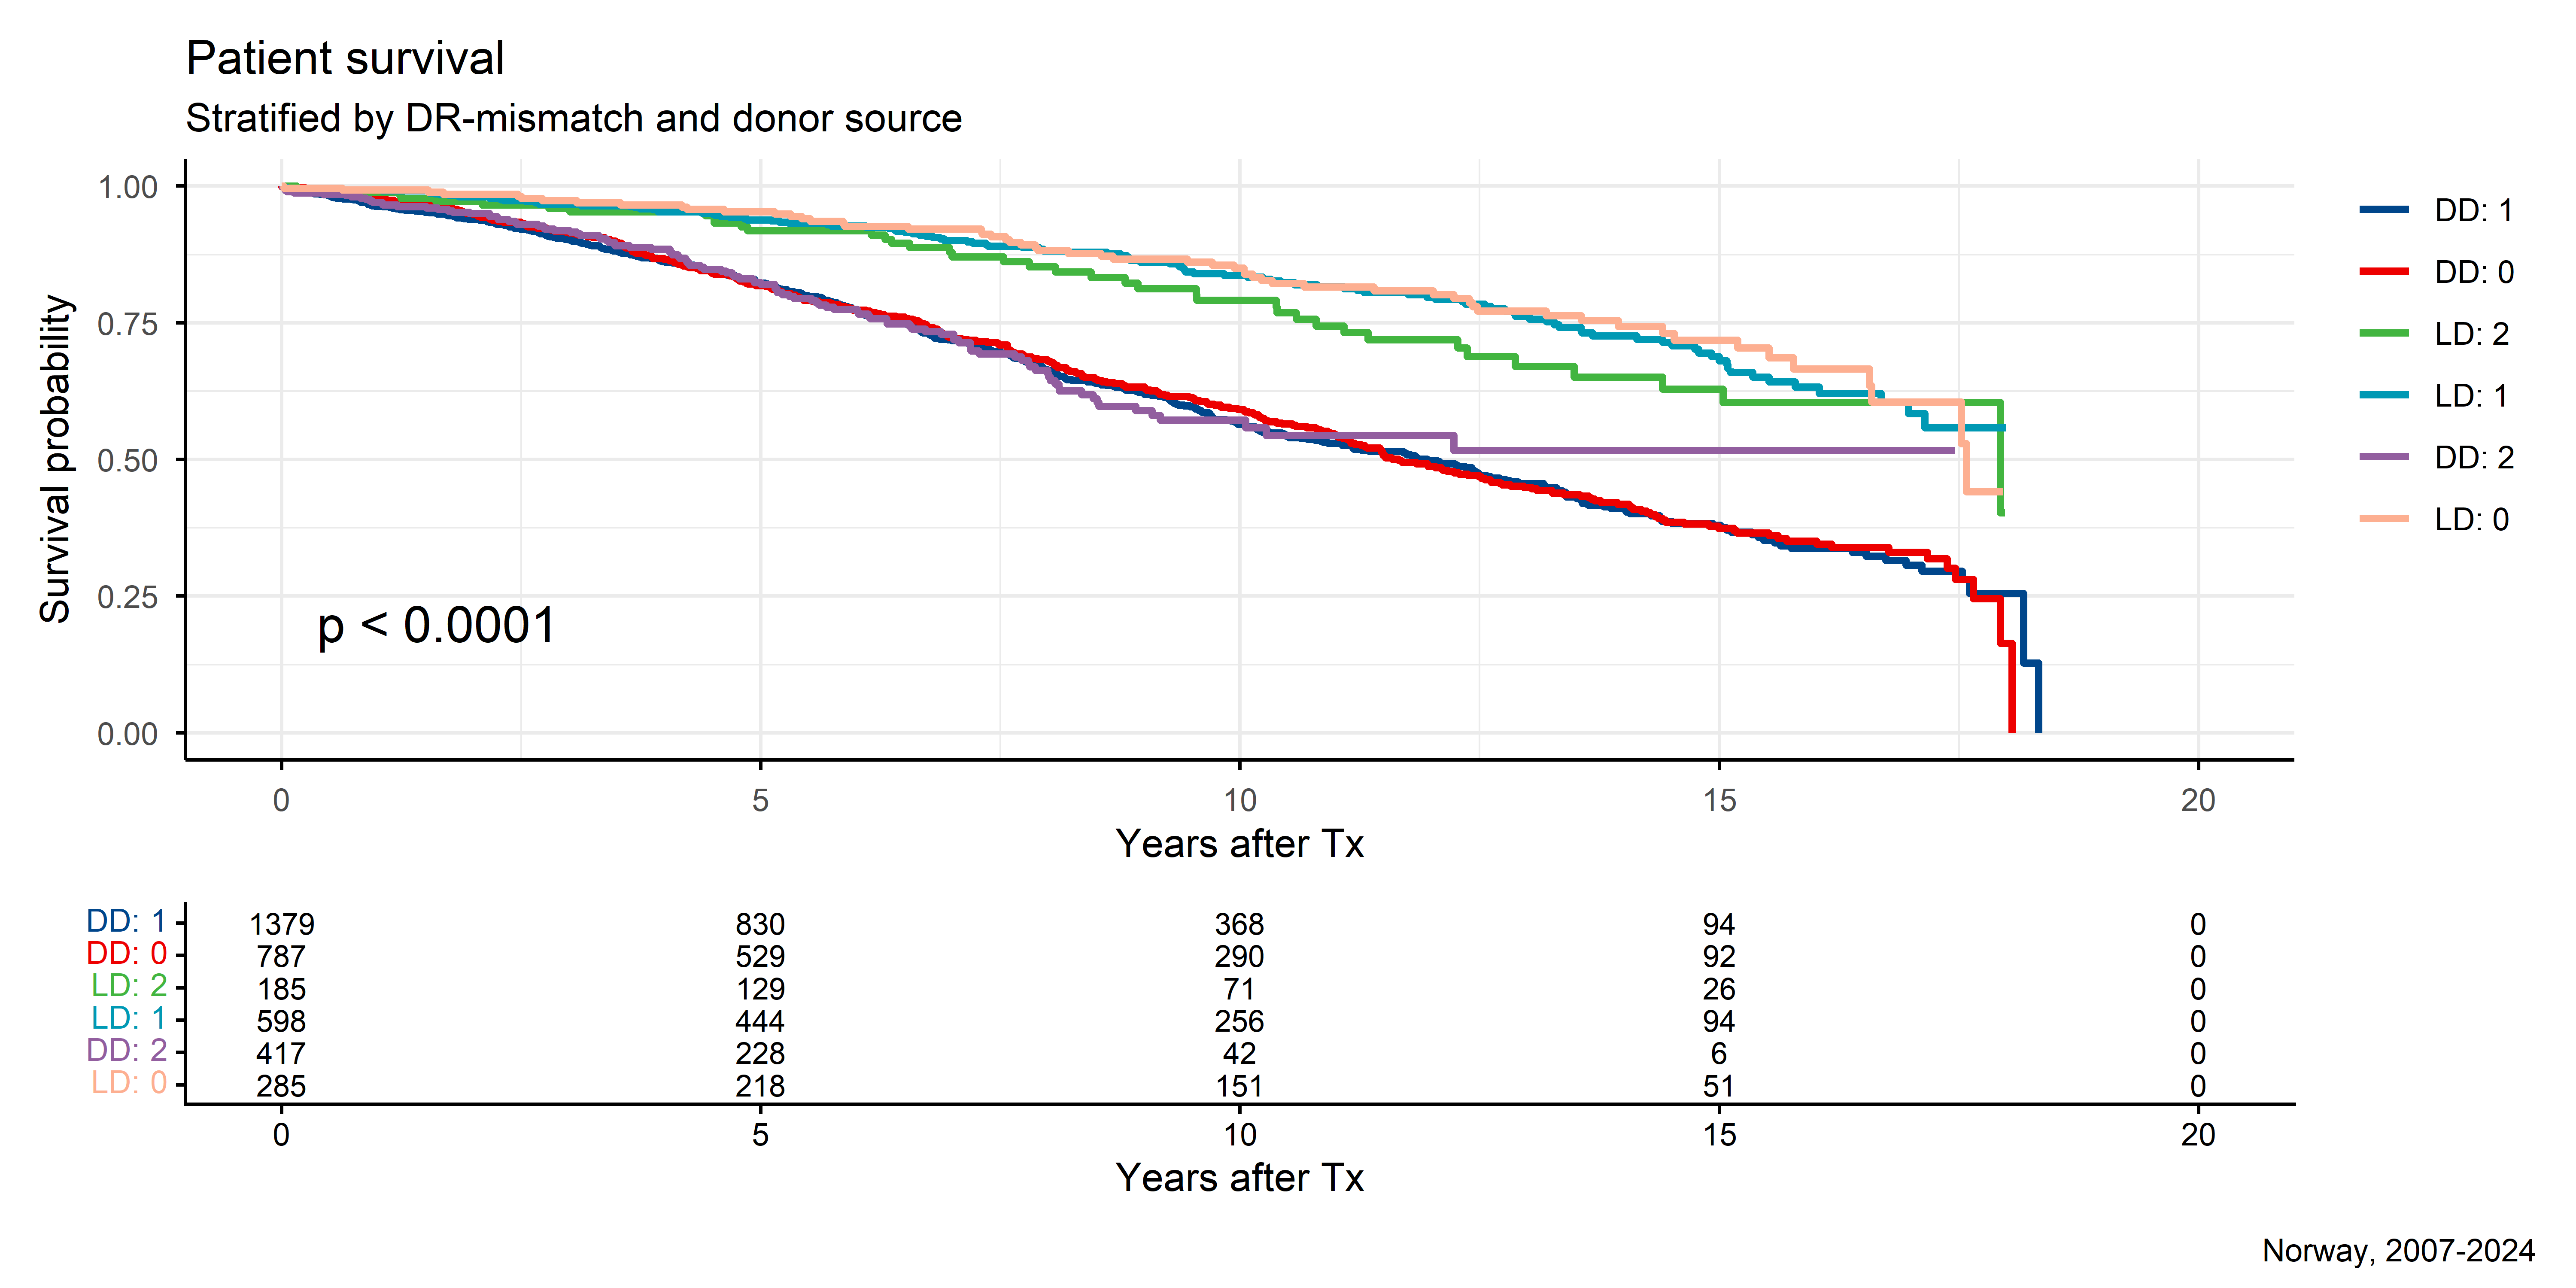 Patient survival
Stratified by DR-mismatch and donor source
Survival probability
1.00
0.75
0.50
0.25
0.00
p < 0.0001
0 5 10 15 20
Years after Tx
DD: 1
DD: 0
LD: 2
LD: 1
DD: 2
LD: 0
DD: 1 1379 830 368 94 0
DD: 0 787 529 290 92 0
LD: 2 185 129 71 26 0
LD: 1 598 444 256 94 0
DD: 2 417 228 42 6 0
LD: 0 285 218 151 51 0
0 5 10 15 20
Years after Tx
Norway, 2007-2024